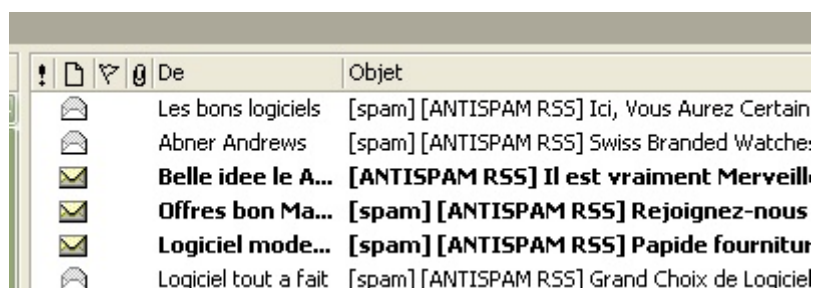 ! De Objet
Les bons logiciels [spam] [ANTISPAM RSS] Ici, Vous Aurez Certain
Abner Andrews [spam] [ANTISPAM RSS] Swiss Branded Watches
Belle idee le A... [ANTISPAM RSS] Il est vraiment Merveill
Offres bon Ma... [spam] [ANTISPAM RSS] Rejoignez-nous
Logiciel mode... [spam] [ANTISPAM RSS] Papide fournitur
Logiciel tout a fait [spam] [ANTISPAM RSS] Grand Choix de Logiciel